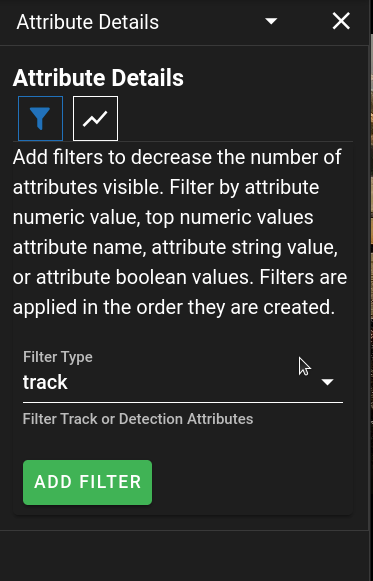 Attribute Details
Attribute Details
Add filters to decrease the number of
attributes visible. Filter by attribute
numeric value, top numeric values
attribute name, attribute string value,
or attribute boolean values. Filters are
applied in the order they are created.
Filter Type
track
Filter Track or Detection Attributes
ADD FILTER